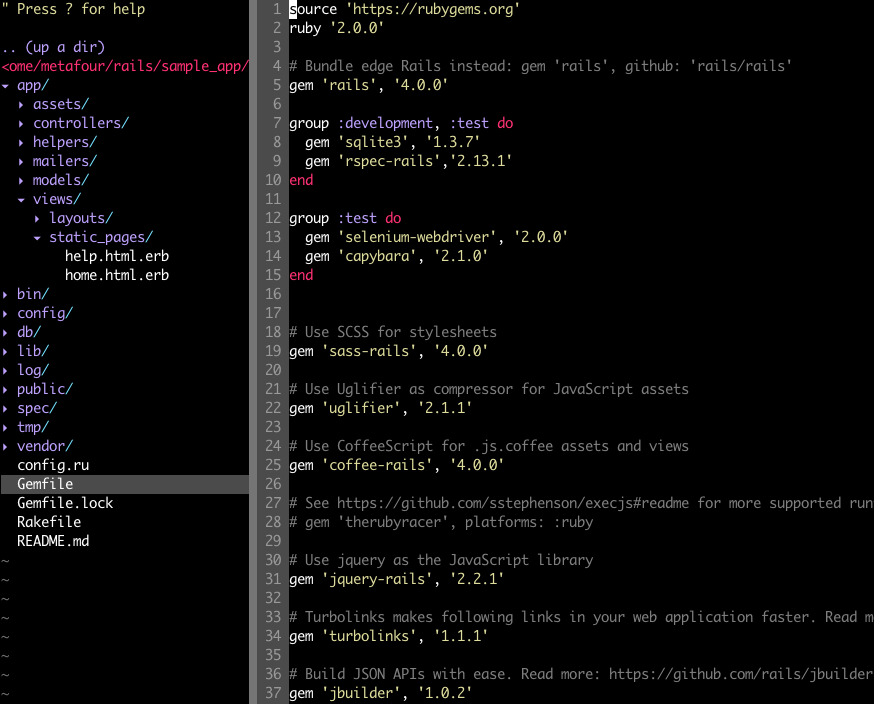 " Press ? for help
.. (up a dir)
<ome/metafour/rails/sample_app/
▾ app/
▸ assets/
▸ controllers/
▸ helpers/
▸ mailers/
▸ models/
▾ views/
▸ layouts/
▾ static_pages/
help.html.erb
home.html.erb
▸ bin/
▸ config/
▸ db/
▸ lib/
▸ log/
▸ public/
▸ spec/
▸ tmp/
▸ vendor/
config.ru
Gemfile
Gemfile.lock
Rakefile
README.md
~
~
~
~
~
~
~
~
1 source 'https://rubygems.org'
2 ruby '2.0.0'
3
4 # Bundle edge Rails instead: gem 'rails', github: 'rails/rails'
5 gem 'rails', '4.0.0'
6
7 group :development, :test do
8   gem 'sqlite3', '1.3.7'
9   gem 'rspec-rails','2.13.1'
10 end
11
12 group :test do
13   gem 'selenium-webdriver', '2.0.0'
14   gem 'capybara', '2.1.0'
15 end
16
17
18 # Use SCSS for stylesheets
19 gem 'sass-rails', '4.0.0'
20
21 # Use Uglifier as compressor for JavaScript assets
22 gem 'uglifier', '2.1.1'
23
24 # Use CoffeeScript for .js.coffee assets and views
25 gem 'coffee-rails', '4.0.0'
26
27 # See https://github.com/sstephenson/execjs#readme for more supported run
28 # gem 'therubyracer', platforms: :ruby
29
30 # Use jquery as the JavaScript library
31 gem 'jquery-rails', '2.2.1'
32
33 # Turbolinks makes following links in your web application faster. Read m
34 gem 'turbolinks', '1.1.1'
35
36 # Build JSON APIs with ease. Read more: https://github.com/rails/jbuilder
37 gem 'jbuilder', '1.0.2'